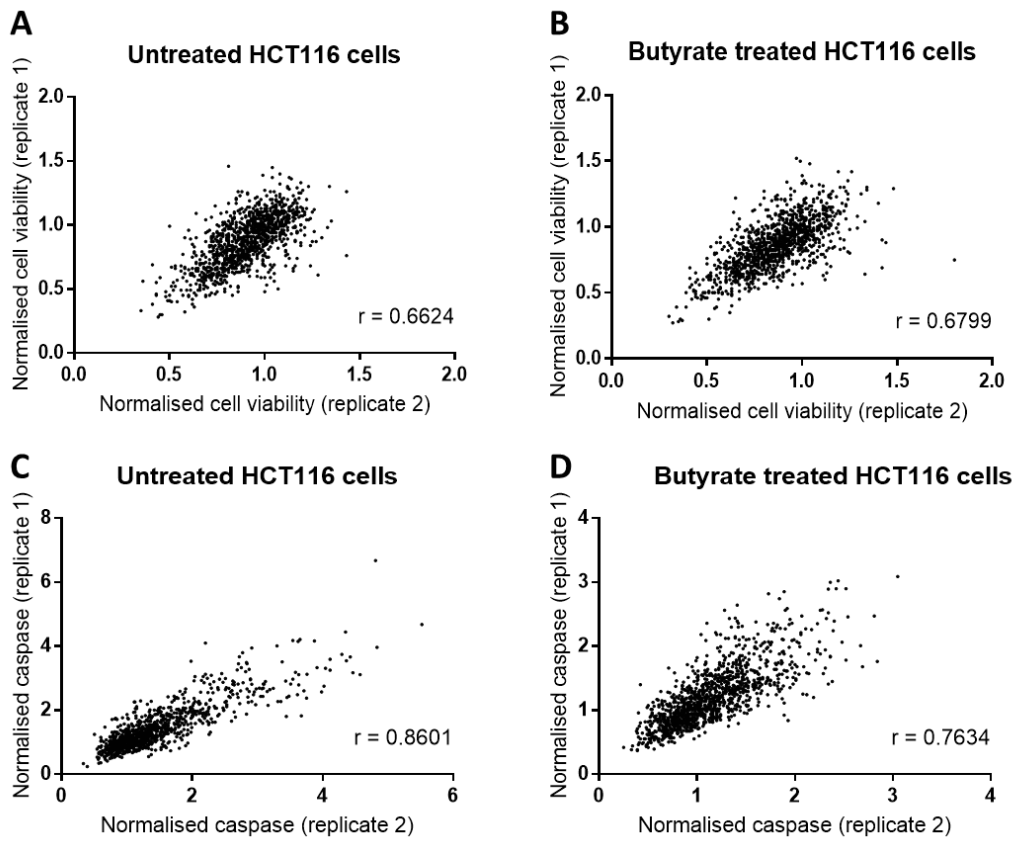 A
Untreated HCT116 cells
Normalised cell viability (replicate 1)
2.0
1.5
1.0
0.5
0.0
r = 0.6624
0.0 0.5 1.0 1.5 2.0
Normalised cell viability (replicate 2)
B
Butyrate treated HCT116 cells
Normalised cell viability (replicate 1)
2.0
1.5
1.0
0.5
0.0
r = 0.6799
0.0 0.5 1.0 1.5 2.0
Normalised cell viability (replicate 2)
C
Untreated HCT116 cells
Normalised caspase (replicate 1)
8
6
4
2
0
r = 0.8601
0 2 4 6
Normalised caspase (replicate 2)
D
Butyrate treated HCT116 cells
Normalised caspase (replicate 1)
4
3
2
1
0
r = 0.7634
0 1 2 3 4
Normalised caspase (replicate 2)